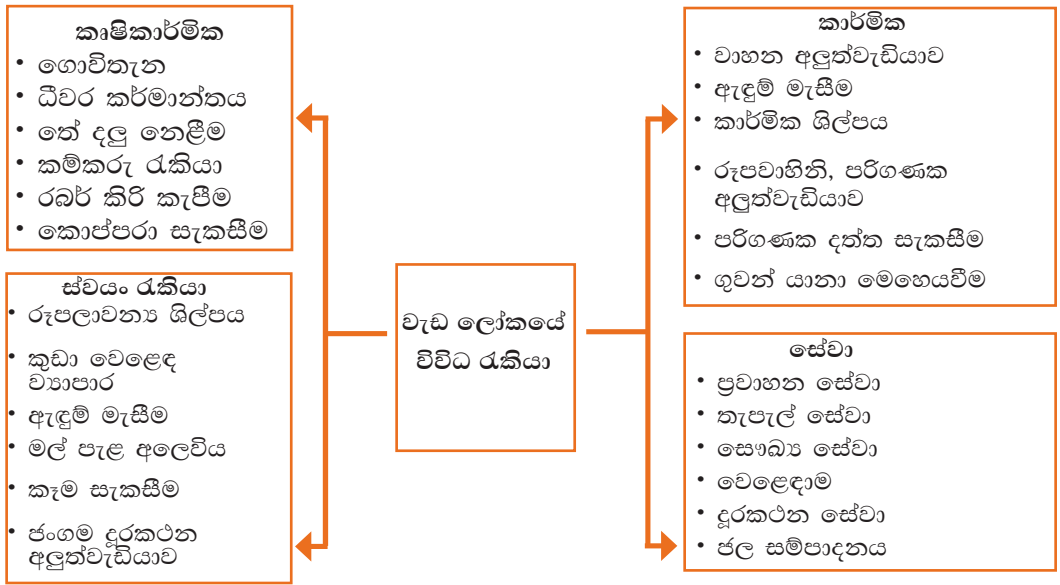 කෘෂිකාර්මික
• ගොවිතැන
• ධීවර කර්මාන්තය
• තේ දලු නෙළීම
• කම්කරු රැකියා
• රබර් කිරි කැපීම
• කොප්පරා සැකසීම
ස්වයං රැකියා
• රූපලාවන්‍ය ශිල්පය
• කුඩා වෙළෙඳ
ව්‍යාපාර
• ඇඳුම් මැසීම
• මල් පැළ අලෙවිය
• කෑම සැකසීම
• ජංගම දූරකථන
අලුත්වැඩියාව
වැඩ ලෝකයේ
විවිධ රැකියා
කාර්මික
• වාහන අලුත්වැඩියාව
• ඇඳුම් මැසීම
• කාර්මික ශිල්පය
• රූපවාහිනි, පරිගණක
අලුත්වැඩියාව
• පරිගණක දත්ත සැකසීම
• ගුවන් යානා මෙහෙයවීම
සේවා
• ප්‍රවාහන සේවා
• තැපැල් සේවා
• සෞඛ්‍ය සේවා
• වෙළෙඳාම
• දූරකථන සේවා
• ජල සම්පාදනය